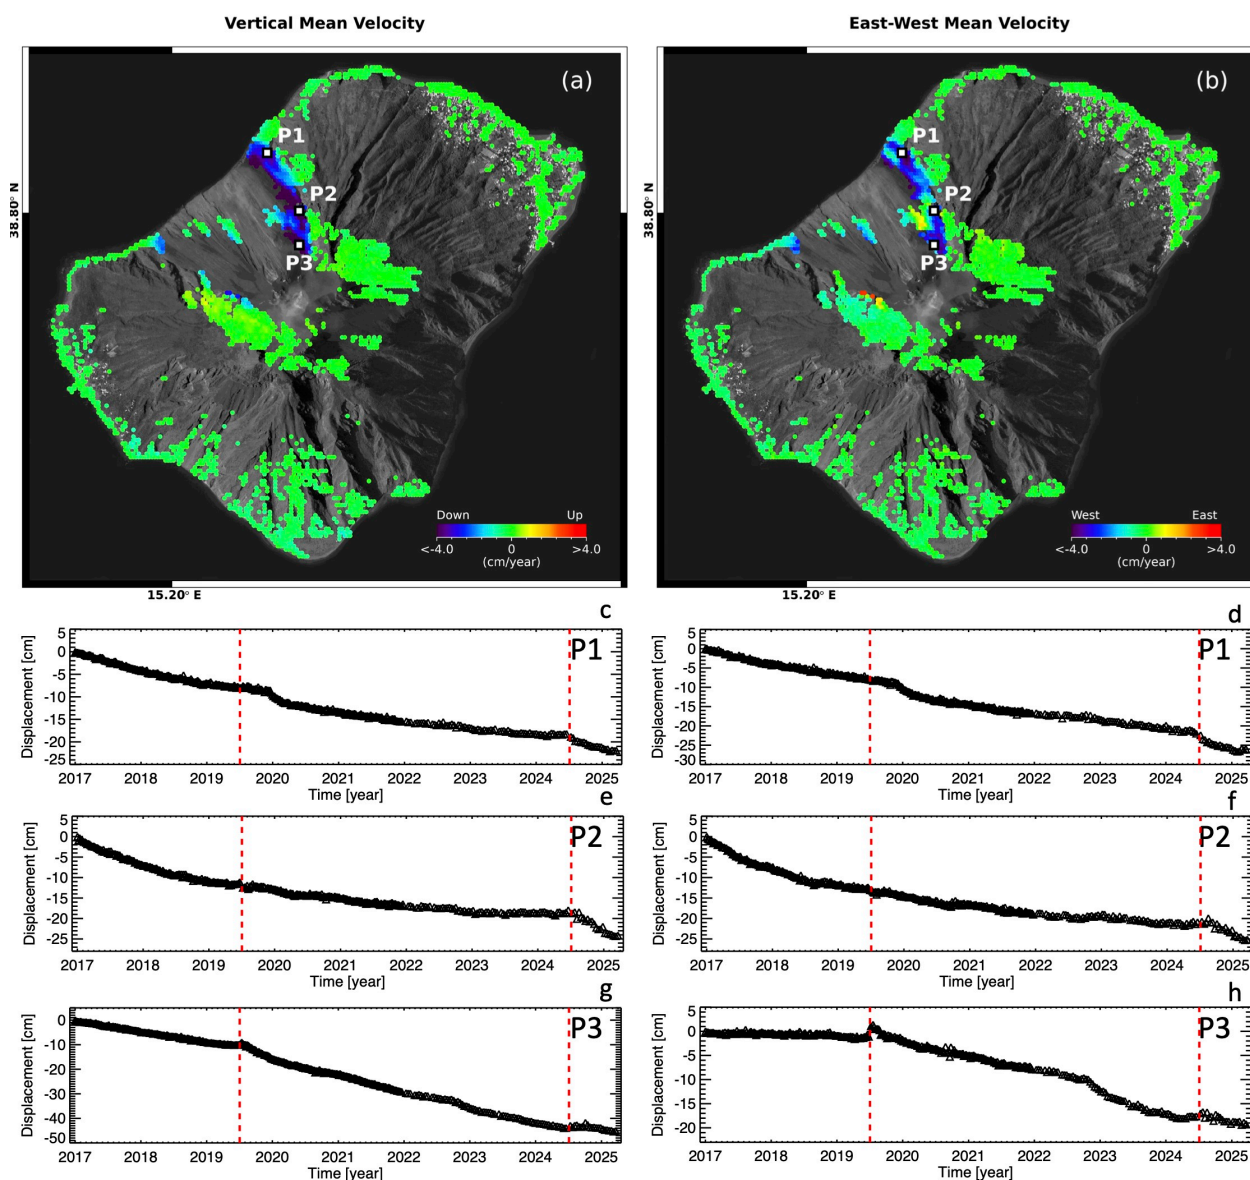 Vertical Mean Velocity
East-West Mean Velocity
(a)
P1
P2
P3
38.80° N
Down Up
<-4.0 0 >4.0
(cm/year)
15.20° E
(b)
P1
P2
P3
38.80° N
West East
<-4.0 0 >4.0
(cm/year)
15.20° E
c
P1
Displacement [cm]
5
0
-5
-10
-15
-20
-25
2017 2018 2019 2020 2021 2022 2023 2024 2025
Time [year]
d
P1
Displacement [cm]
5
0
-5
-10
-15
-20
-25
-30
2017 2018 2019 2020 2021 2022 2023 2024 2025
Time [year]
e
P2
Displacement [cm]
5
0
-5
-10
-15
-20
-25
2017 2018 2019 2020 2021 2022 2023 2024 2025
Time [year]
f
P2
Displacement [cm]
5
0
-5
-10
-15
-20
-25
2017 2018 2019 2020 2021 2022 2023 2024 2025
Time [year]
g
P3
Displacement [cm]
0
-10
-20
-30
-40
-50
2017 2018 2019 2020 2021 2022 2023 2024 2025
Time [year]
h
P3
Displacement [cm]
5
0
-5
-10
-15
-20
2017 2018 2019 2020 2021 2022 2023 2024 2025
Time [year]